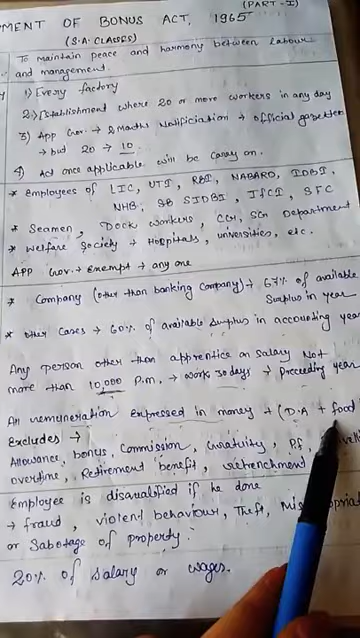 (PART-I)
MENT OF BONUS ACT, 1965
(S.A. CLASSES)
To maintain peace and harmony between labour
and management.
1) Every factory
2) Establishment where 20 or more workers in any day
3) App Gov. → 2 months Notificiation → official gazetten
→ but 20 → 10
4) Act once applicable will be carry on.
* Employees of LIC, UTI, RBI, NABARD, IDBI,
NHB, SIDBI, IFCI, SFC
* Seamen, Dock workers, CG, SG Department
* Welfare Society → Hospitals, universities, etc.
APP Gov. → Exempt → any one
* Company (other than banking company) → 67% of available
Surplus in year
* Other Cases → 60% of available surplus in accounting year
Any person other than apprentice on salary Not
more than 10,000 P.m. → work 30 days → Preceeding year
All remuneration expressed in money + (D.A + food
Excludes →
Allowance, bonus, Commission, Gratuity, P.f,
overtime, Retirement benefit, retrenchment
Employee is disqualified if he done
→ fraud, violent behaviour, Theft,
or Sabotage of property.
20% of salary or wages.